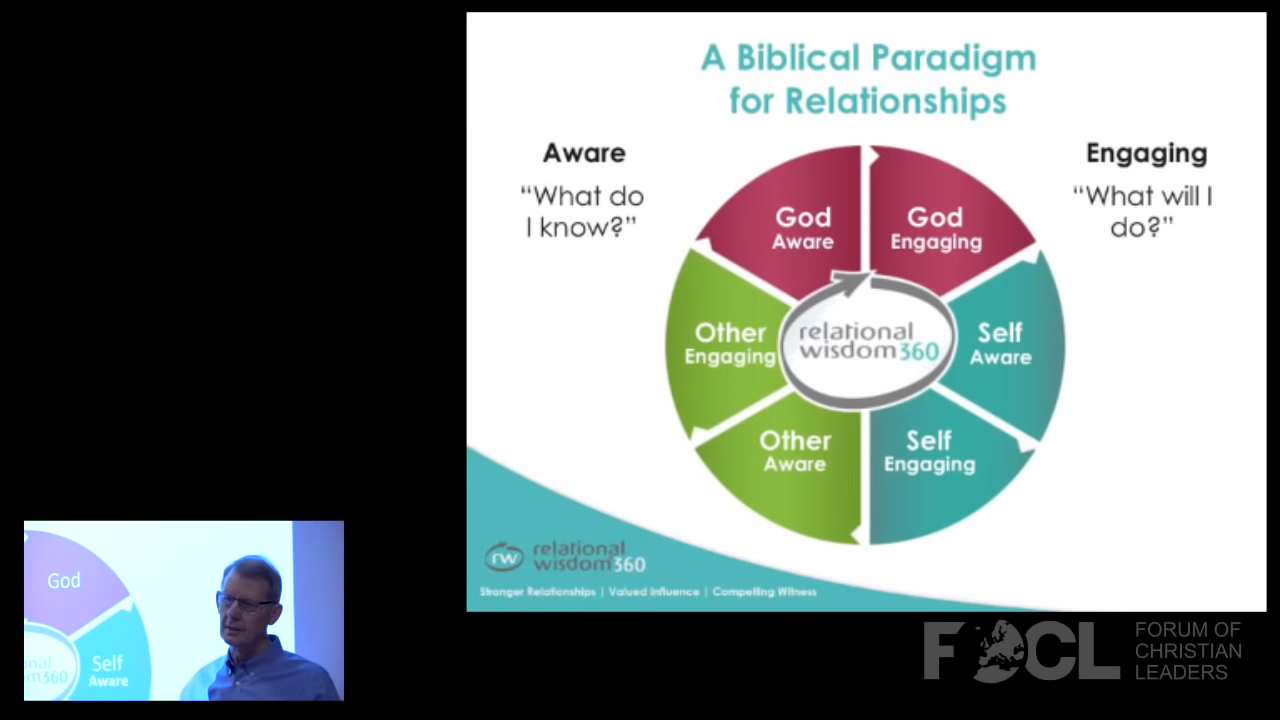 A Biblical Paradigm
for Relationships
Aware
"What do
I know?"
Engaging
"What will I
do?"
God
Aware
God
Engaging
Other
Engaging
relational
wisdom360
Self
Aware
Other
Aware
Self
Engaging
rw
relational
wisdom360
Stronger Relationships | Valued Influence | Compelling Witness
God
Self
Aware
nal
m360
FOCL
FORUM OF
CHRISTIAN
LEADERS